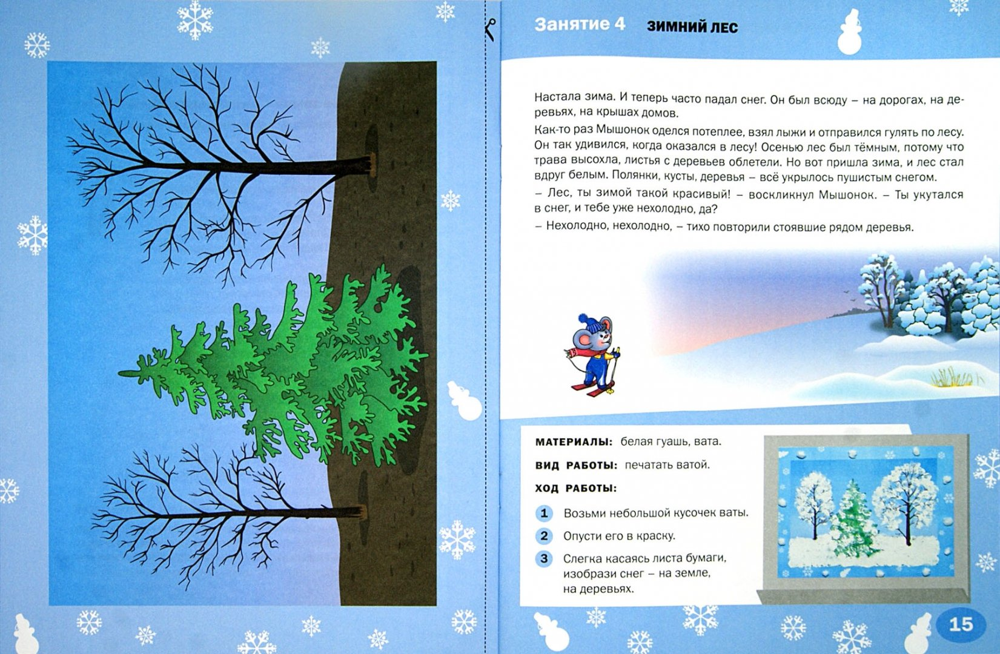 Занятие 4 ЗИМНИЙ ЛЕС
Настала зима. И теперь часто падал снег. Он был всюду – на дорогах, на де-
ревьях, на крышах домов.
Как-то раз Мышонок оделся потеплее, взял лыжи и отправился гулять по лесу.
Он так удивился, когда оказался в лесу! Осенью лес был тёмным, потому что
трава высохла, листья с деревьев облетели. Но вот пришла зима, и лес стал
вдруг белым. Полянки, кусты, деревья – всё укрылось пушистым снегом.
– Лес, ты зимой такой красивый! – воскликнул Мышонок. – Ты укутался
в снег, и тебе уже нехолодно, да?
– Нехолодно, нехолодно, – тихо повторили стоявшие рядом деревья.
МАТЕРИАЛЫ: белая гуашь, вата.
ВИД РАБОТЫ: печатать ватой.
ХОД РАБОТЫ:
1 Возьми небольшой кусочек ваты.
2 Опусти его в краску.
3 Слегка касаясь листа бумаги,
изобрази снег – на земле,
на деревьях.
15